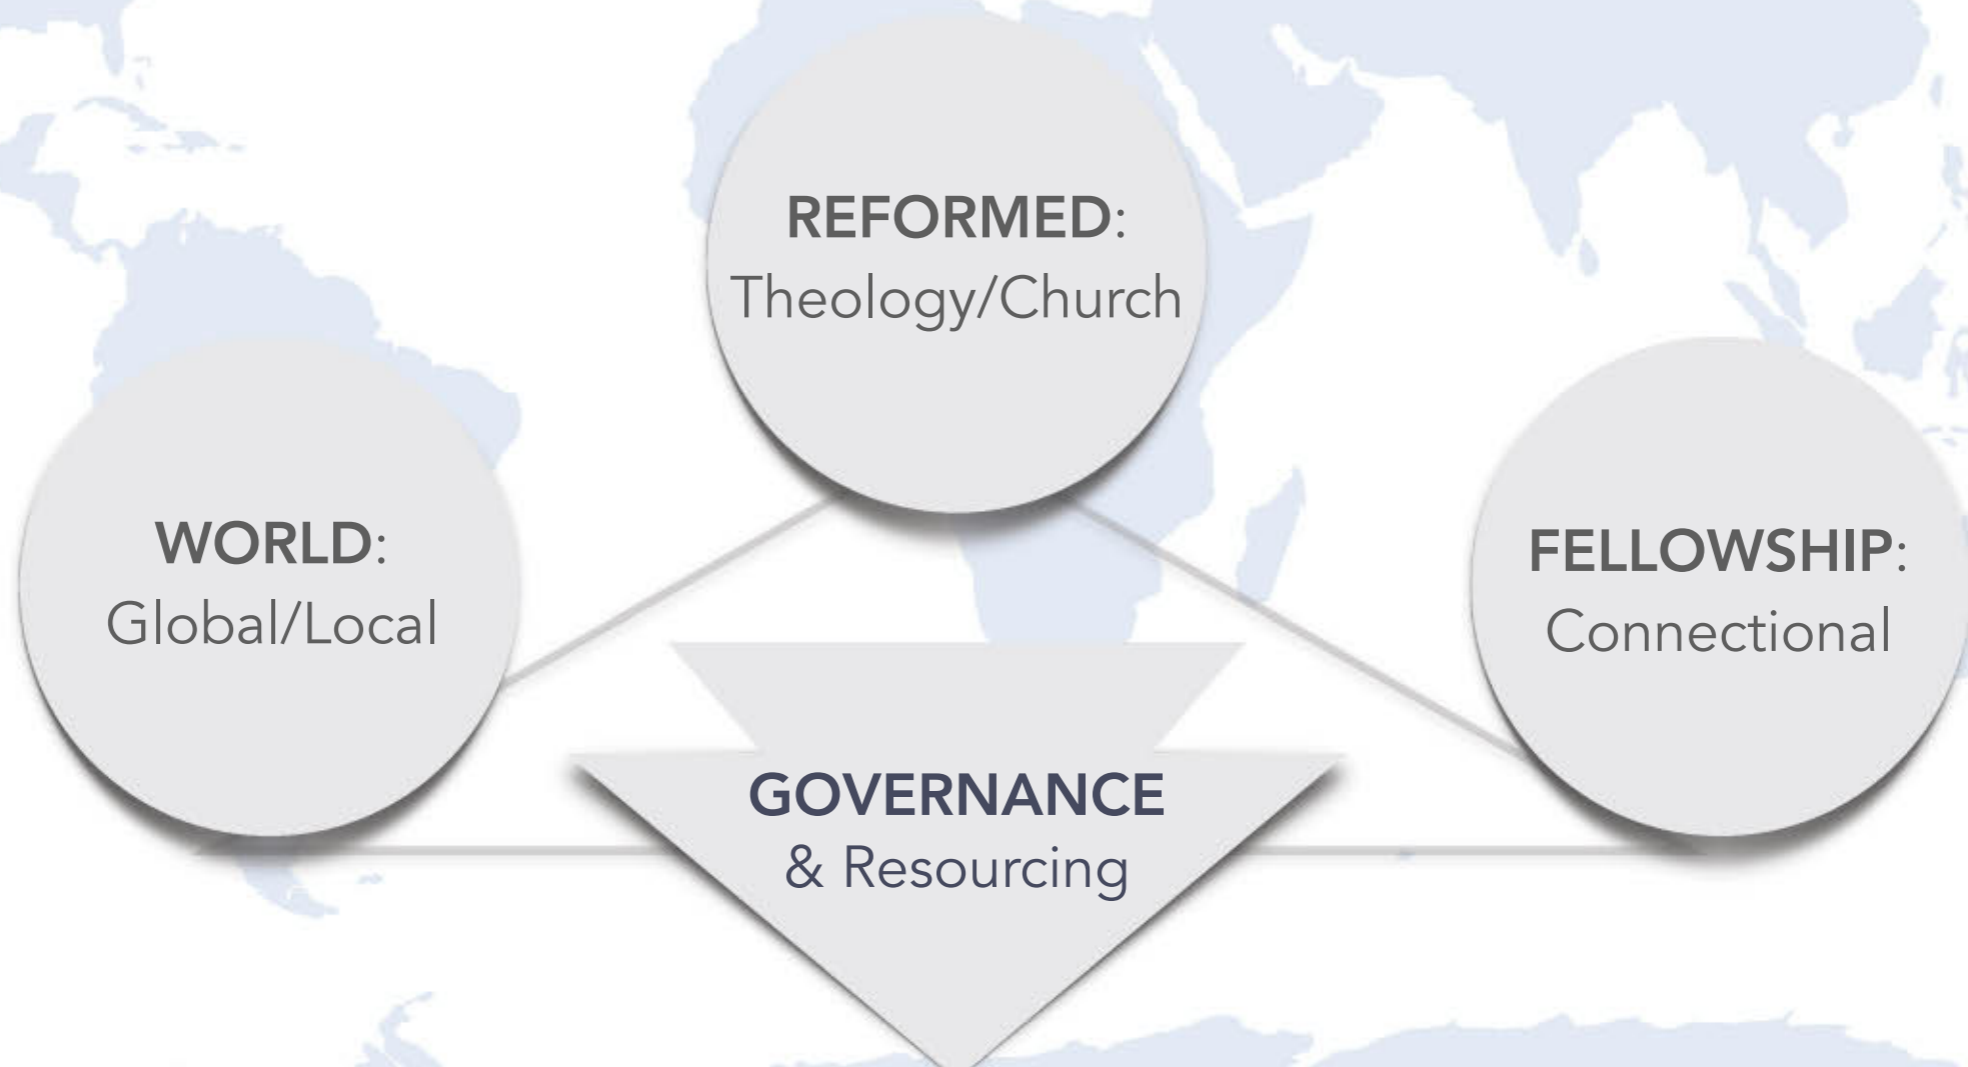 REFORMED:
Theology/Church
WORLD:
Global/Local
FELLOWSHIP:
Connectional
GOVERNANCE
& Resourcing